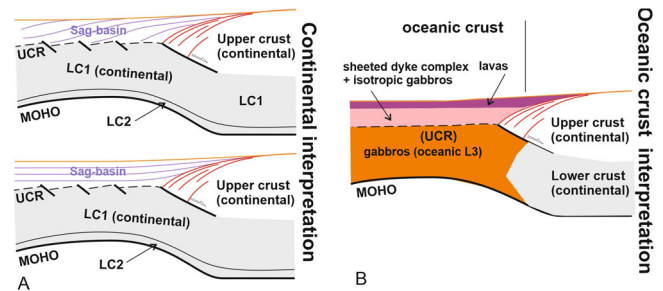 Sag-basin
UCR
LC1 (continental)
MOHO
LC2
Upper crust
(continental)
LC1
Sag-basin
UCR
LC1 (continental)
MOHO
LC2
Upper crust
(continental)
A
Continental interpretation
oceanic crust
sheeted dyke complex
+ isotropic gabbros
lavas
(UCR)
gabbros (oceanic L3)
MOHO
Upper crust
(continental)
Lower crust
(continental)
B
Oceanic crust interpretation